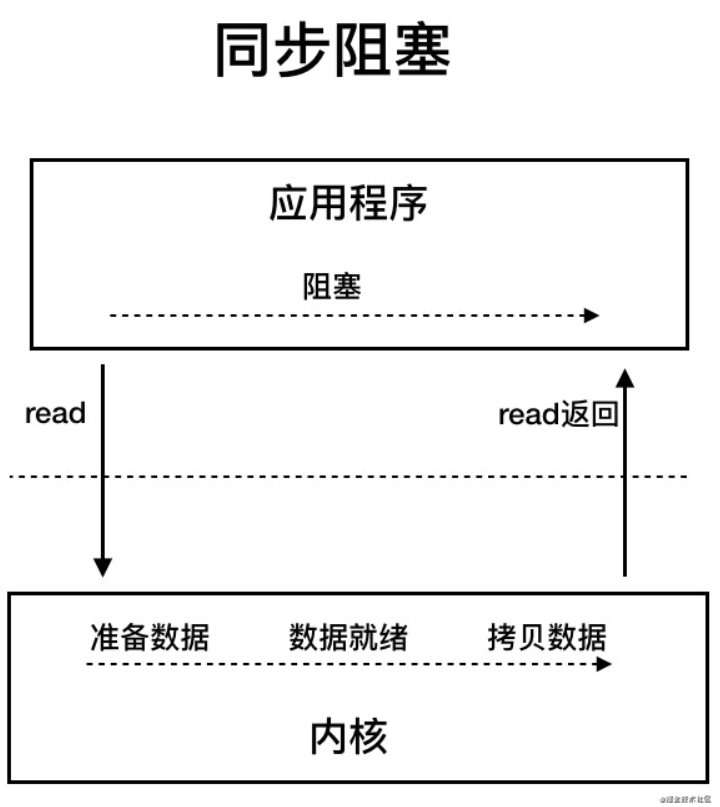 同步阻塞
应用程序
阻塞
read
read返回
准备数据 数据就绪 拷贝数据
内核
@掘金技术社区